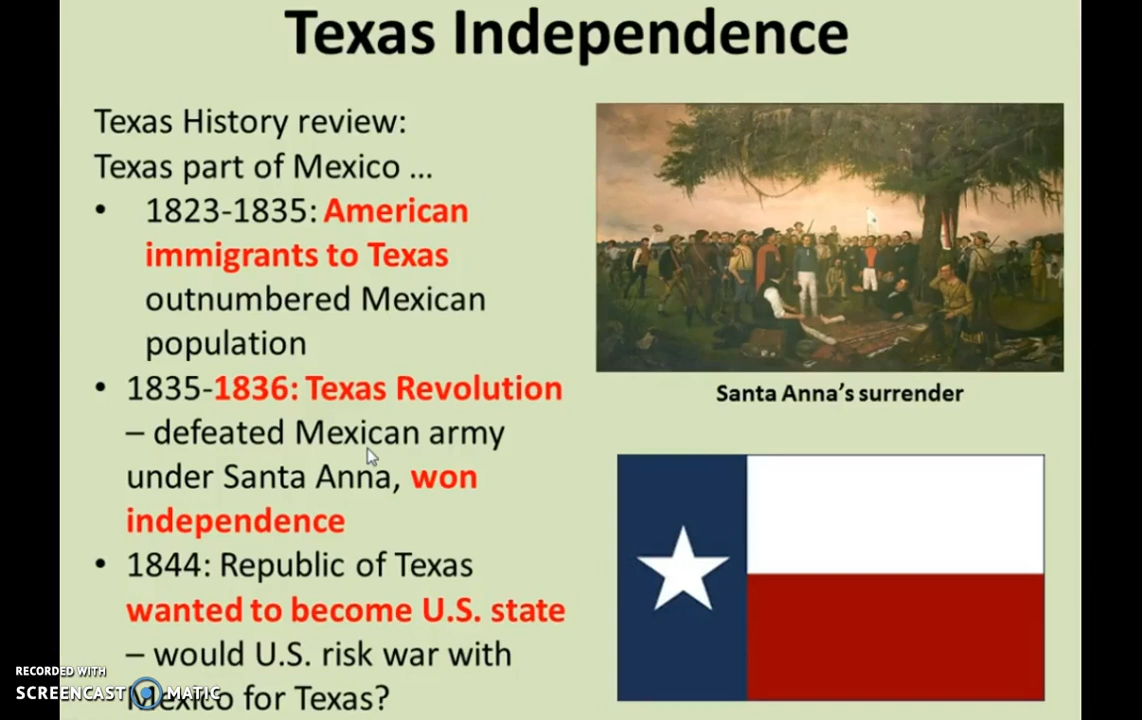 Texas Independence
Texas History review:
Texas part of Mexico ...
• 1823-1835: American
immigrants to Texas
outnumbered Mexican
population
• 1835-1836: Texas Revolution
– defeated Mexican army
under Santa Anna, won
independence
• 1844: Republic of Texas
wanted to become U.S. state
– would U.S. risk war with
Mexico for Texas?
Santa Anna's surrender
RECORDED WITH
SCREENCAST MATIC